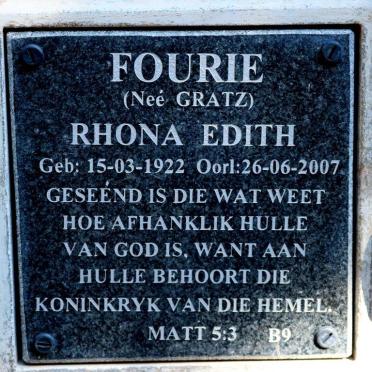 FOURIE
(Neé GRATZ)
RHONA EDITH
Geb: 15-03-1922 Oorl:26-06-2007
GESEÉND IS DIE WAT WEET
HOE AFHANKLIK HULLE
VAN GOD IS, WANT AAN
HULLE BEHOORT DIE
KONINKRYK VAN DIE HEMEL.
MATT 5:3 B9